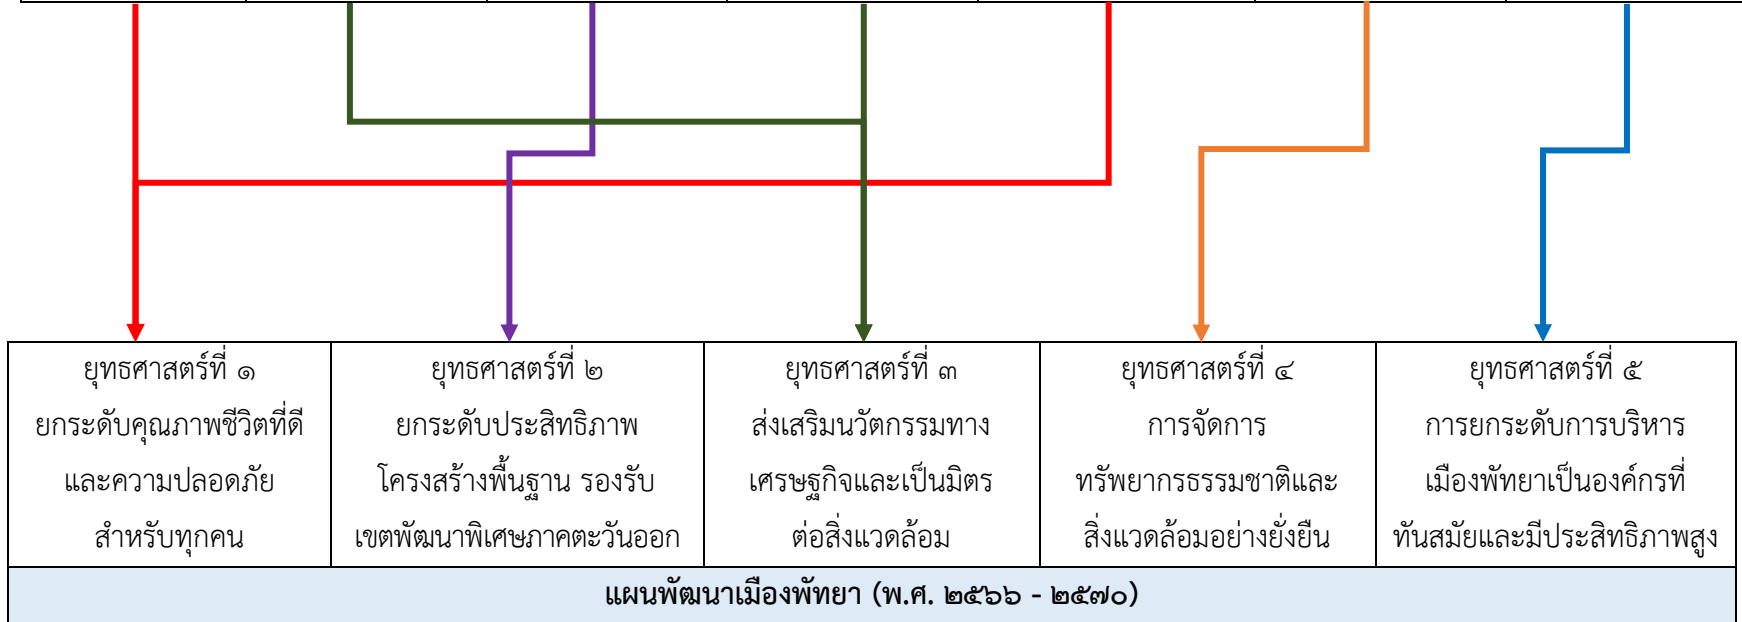 ยุทธศาสตร์ที่ ๑
ยกระดับคุณภาพชีวิตที่ดี
และความปลอดภัย
สำหรับทุกคน
ยุทธศาสตร์ที่ ๒
ยกระดับประสิทธิภาพ
โครงสร้างพื้นฐาน รองรับ
เขตพัฒนาพิเศษภาคตะวันออก
ยุทธศาสตร์ที่ ๓
ส่งเสริมนวัตกรรมทาง
เศรษฐกิจและเป็นมิตร
ต่อสิ่งแวดล้อม
ยุทธศาสตร์ที่ ๔
การจัดการ
ทรัพยากรธรรมชาติและ
สิ่งแวดล้อมอย่างยั่งยืน
ยุทธศาสตร์ที่ ๕
การยกระดับการบริหาร
เมืองพัทยาเป็นองค์กรที่
ทันสมัยและมีประสิทธิภาพสูง
แผนพัฒนาเมืองพัทยา (พ.ศ. ๒๕๖๖ - ๒๕๗๐)